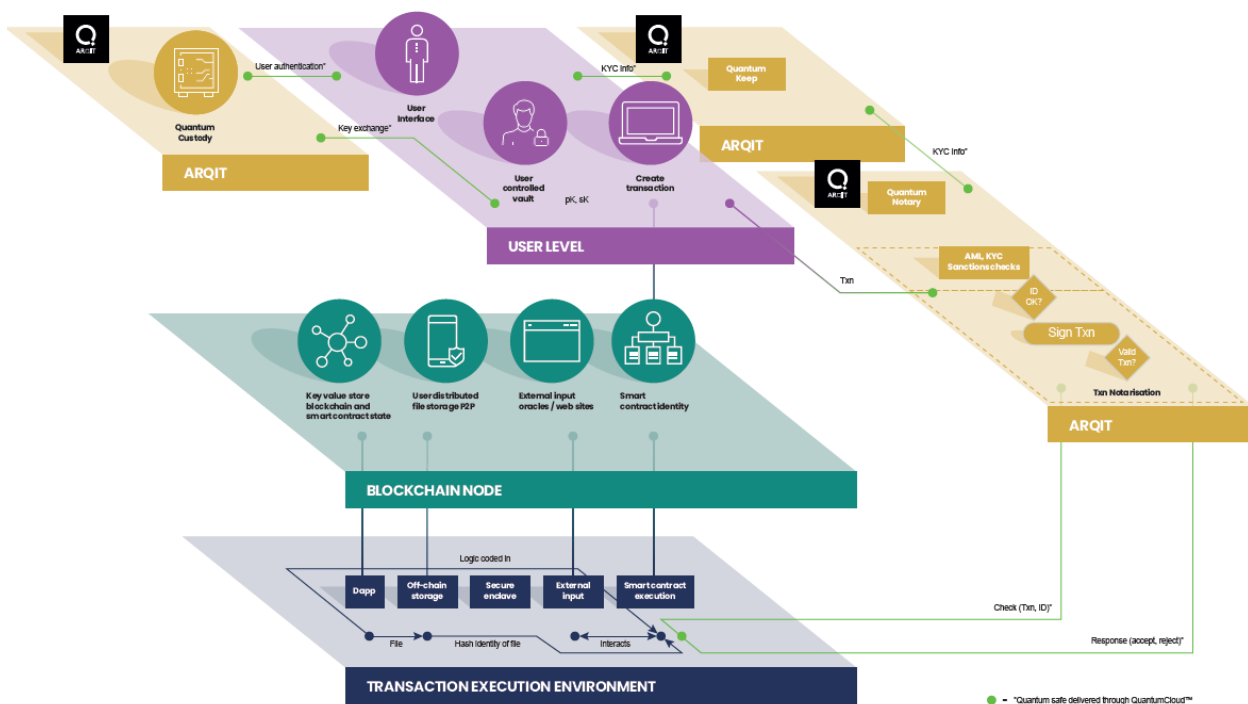 ARQIT
Quantum
Custody
ARQIT
User authentication*
Key exchange*
User
Interface
User
controlled
vault
pK, sK
Create
transaction
USER LEVEL
KYC Info*
ARQIT
Quantum
Keep
ARQIT
KYC Info*
ARQIT
Quantum
Notary
AML, KYC
Sanctions checks
ID
OK?
Sign Txn
Valid
Txn?
Txn Notarisation
ARQIT
Txn
Key value store
blockchain and
smart contract state
User distributed
file storage P2P
External input
oracles / web sites
Smart
contract identity
BLOCKCHAIN NODE
Logic coded in
Dapp
Off-chain
storage
Secure
enclave
External
input
Smart contract
execution
File
Hash identity of file
Interacts
TRANSACTION EXECUTION ENVIRONMENT
Check (Txn, ID)*
Response (accept, reject)*
– *Quantum safe delivered through QuantumCloud™